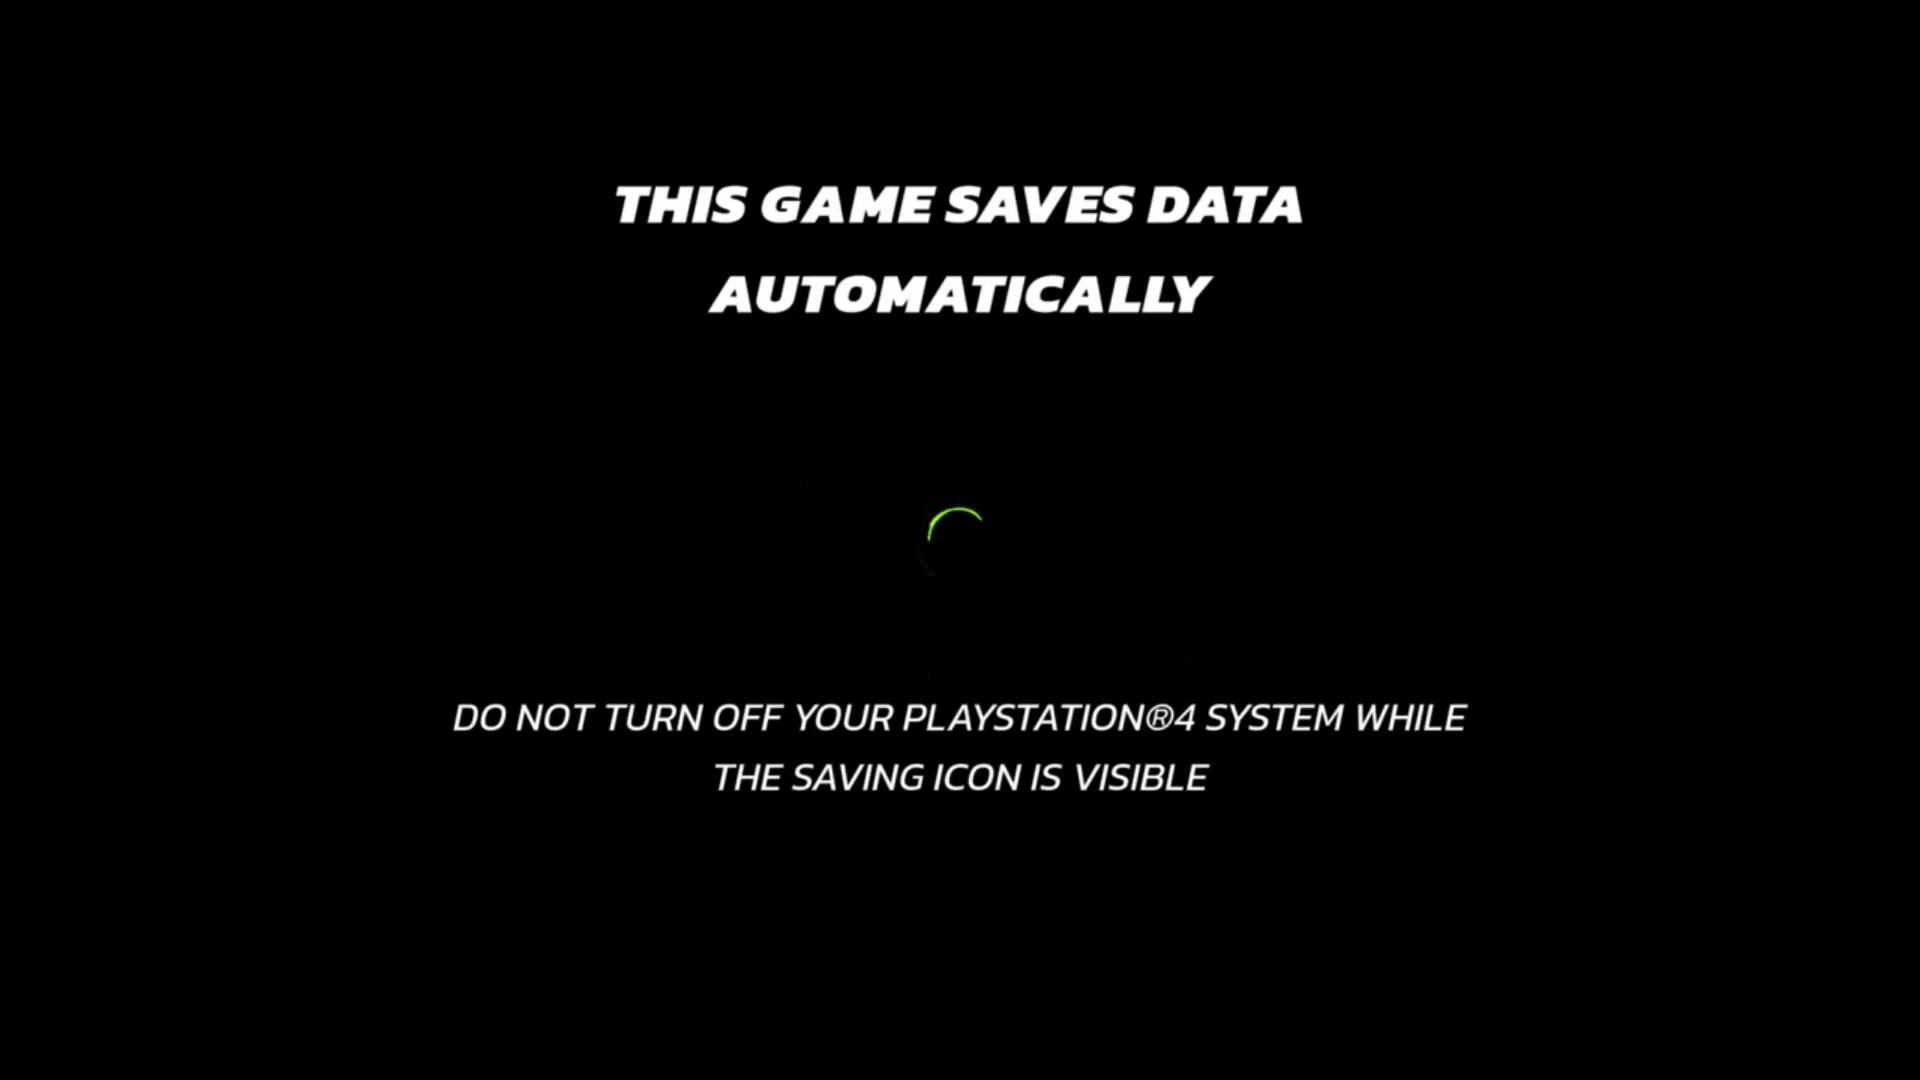 THIS GAME SAVES DATA
AUTOMATICALLY
DO NOT TURN OFF YOUR PLAYSTATION®4 SYSTEM WHILE
THE SAVING ICON IS VISIBLE